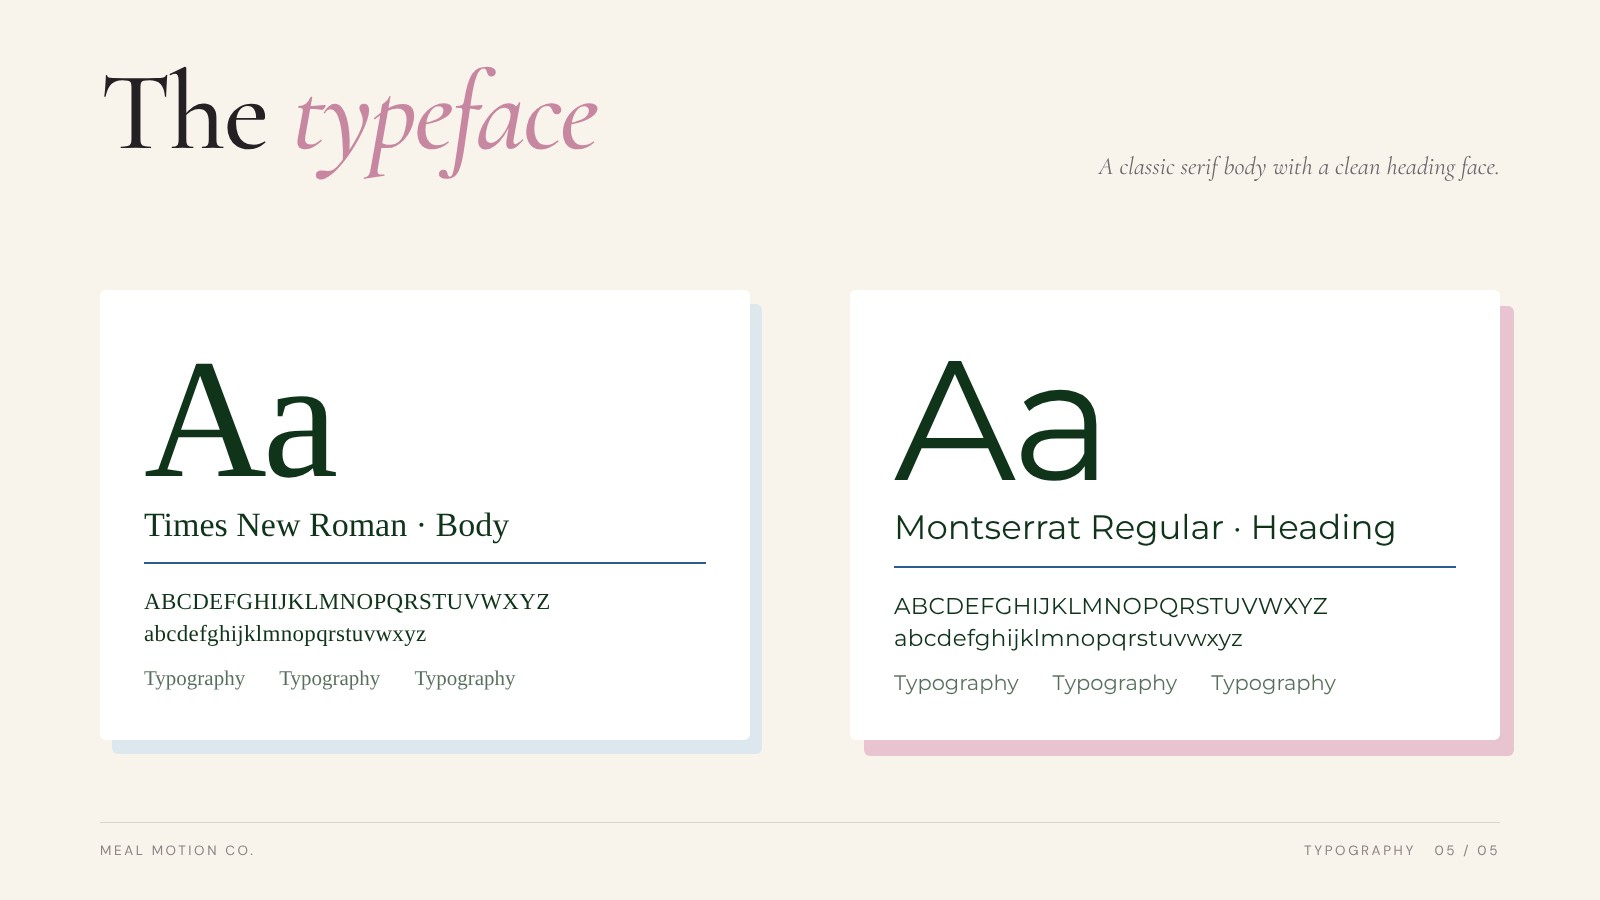 The typeface
A classic serif body with a clean heading face.
Aa
Times New Roman · Body
ABCDEFGHIJKLMNOPQRSTUVWXYZ
abcdefghijklmnopqrstuvwxyz
Typography Typography Typography
Aa
Montserrat Regular · Heading
ABCDEFGHIJKLMNOPQRSTUVWXYZ
abcdefghijklmnopqrstuvwxyz
Typography Typography Typography
MEAL MOTION CO.
TYPOGRAPHY 05 / 05